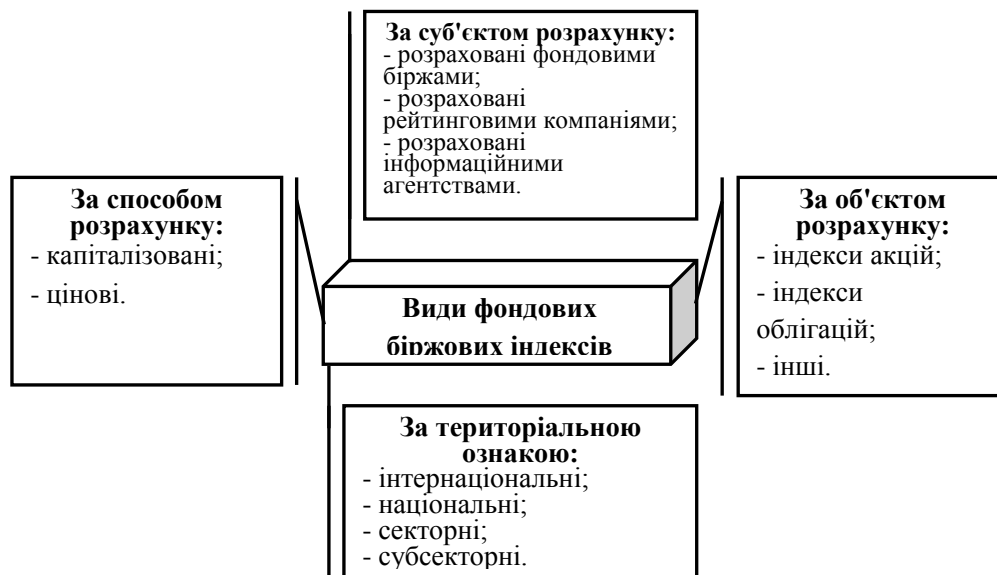 За суб'єктом розрахунку:
- розраховані фондовими
біржами;
- розраховані
рейтинговими компаніями;
- розраховані
інформаційними
агентствами.
За способом
розрахунку:
- капіталізовані;
- цінові.
Види фондових
біржових індексів
За об'єктом
розрахунку:
- індекси акцій;
- індекси
облігацій;
- інші.
За територіальною
ознакою:
- інтернаціональні;
- національні;
- секторні;
- субсекторні.